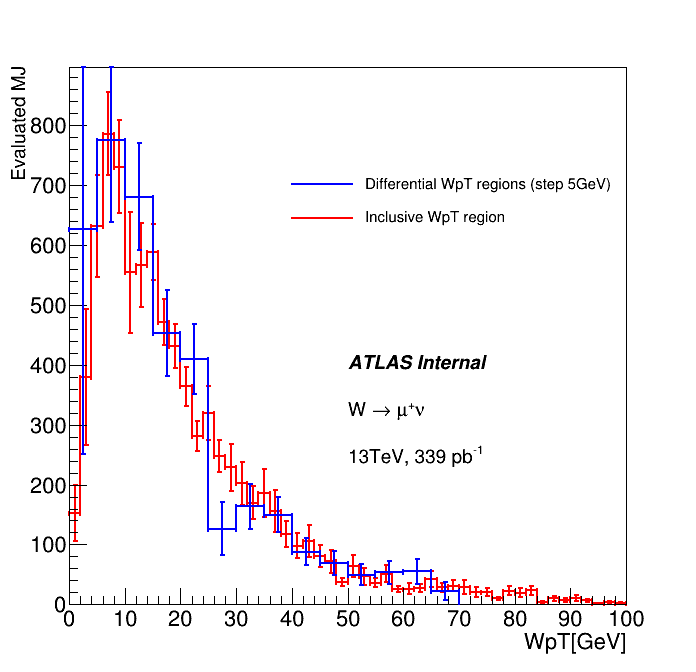 Evaluated MJ
800
700
600
500
400
300
200
100
0
Differential WpT regions (step 5GeV)
Inclusive WpT region
ATLAS Internal
W → μ⁺ν
13TeV, 339 pb⁻¹
0 10 20 30 40 50 60 70 80 90 100
WpT[GeV]